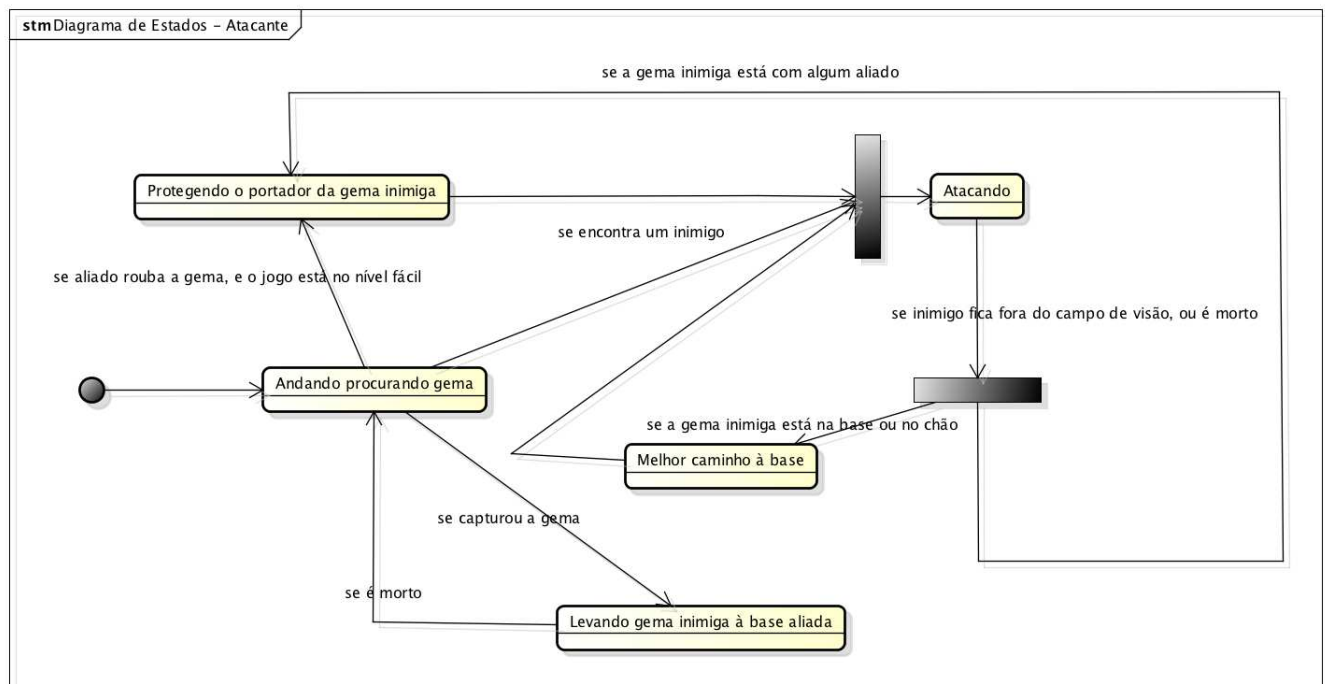 stm Diagrama de Estados - Atacante
se a gema inimiga está com algum aliado
Protegendo o portador da gema inimiga
Atacando
se encontra um inimigo
se aliado rouba a gema, e o jogo está no nível fácil
se inimigo fica fora do campo de visão, ou é morto
Andando procurando gema
se a gema inimiga está na base ou no chão
Melhor caminho à base
se capturou a gema
se é morto
Levando gema inimiga à base aliada